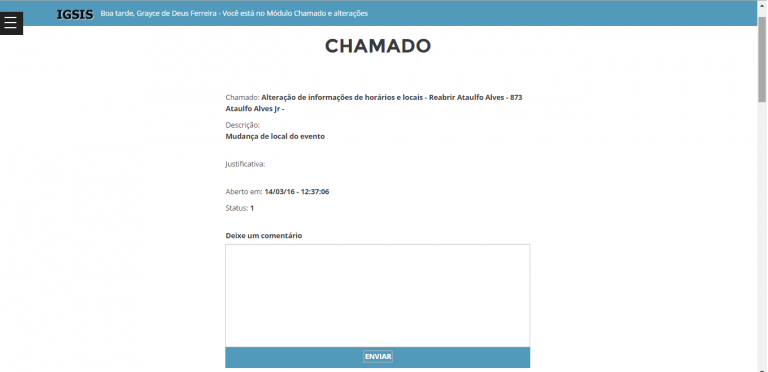 IGSIS Boa tarde, Grayce de Deus Ferreira - Você está no Módulo Chamado e alterações
CHAMADO
Chamado: Alteração de informações de horários e locais - Reabrir Ataulfo Alves - 873
Ataulfo Alves Jr -
Descrição:
Mudança de local do evento
Justificativa:
Aberto em: 14/03/16 - 12:37:06
Status: 1
Deixe um comentário
ENVIAR